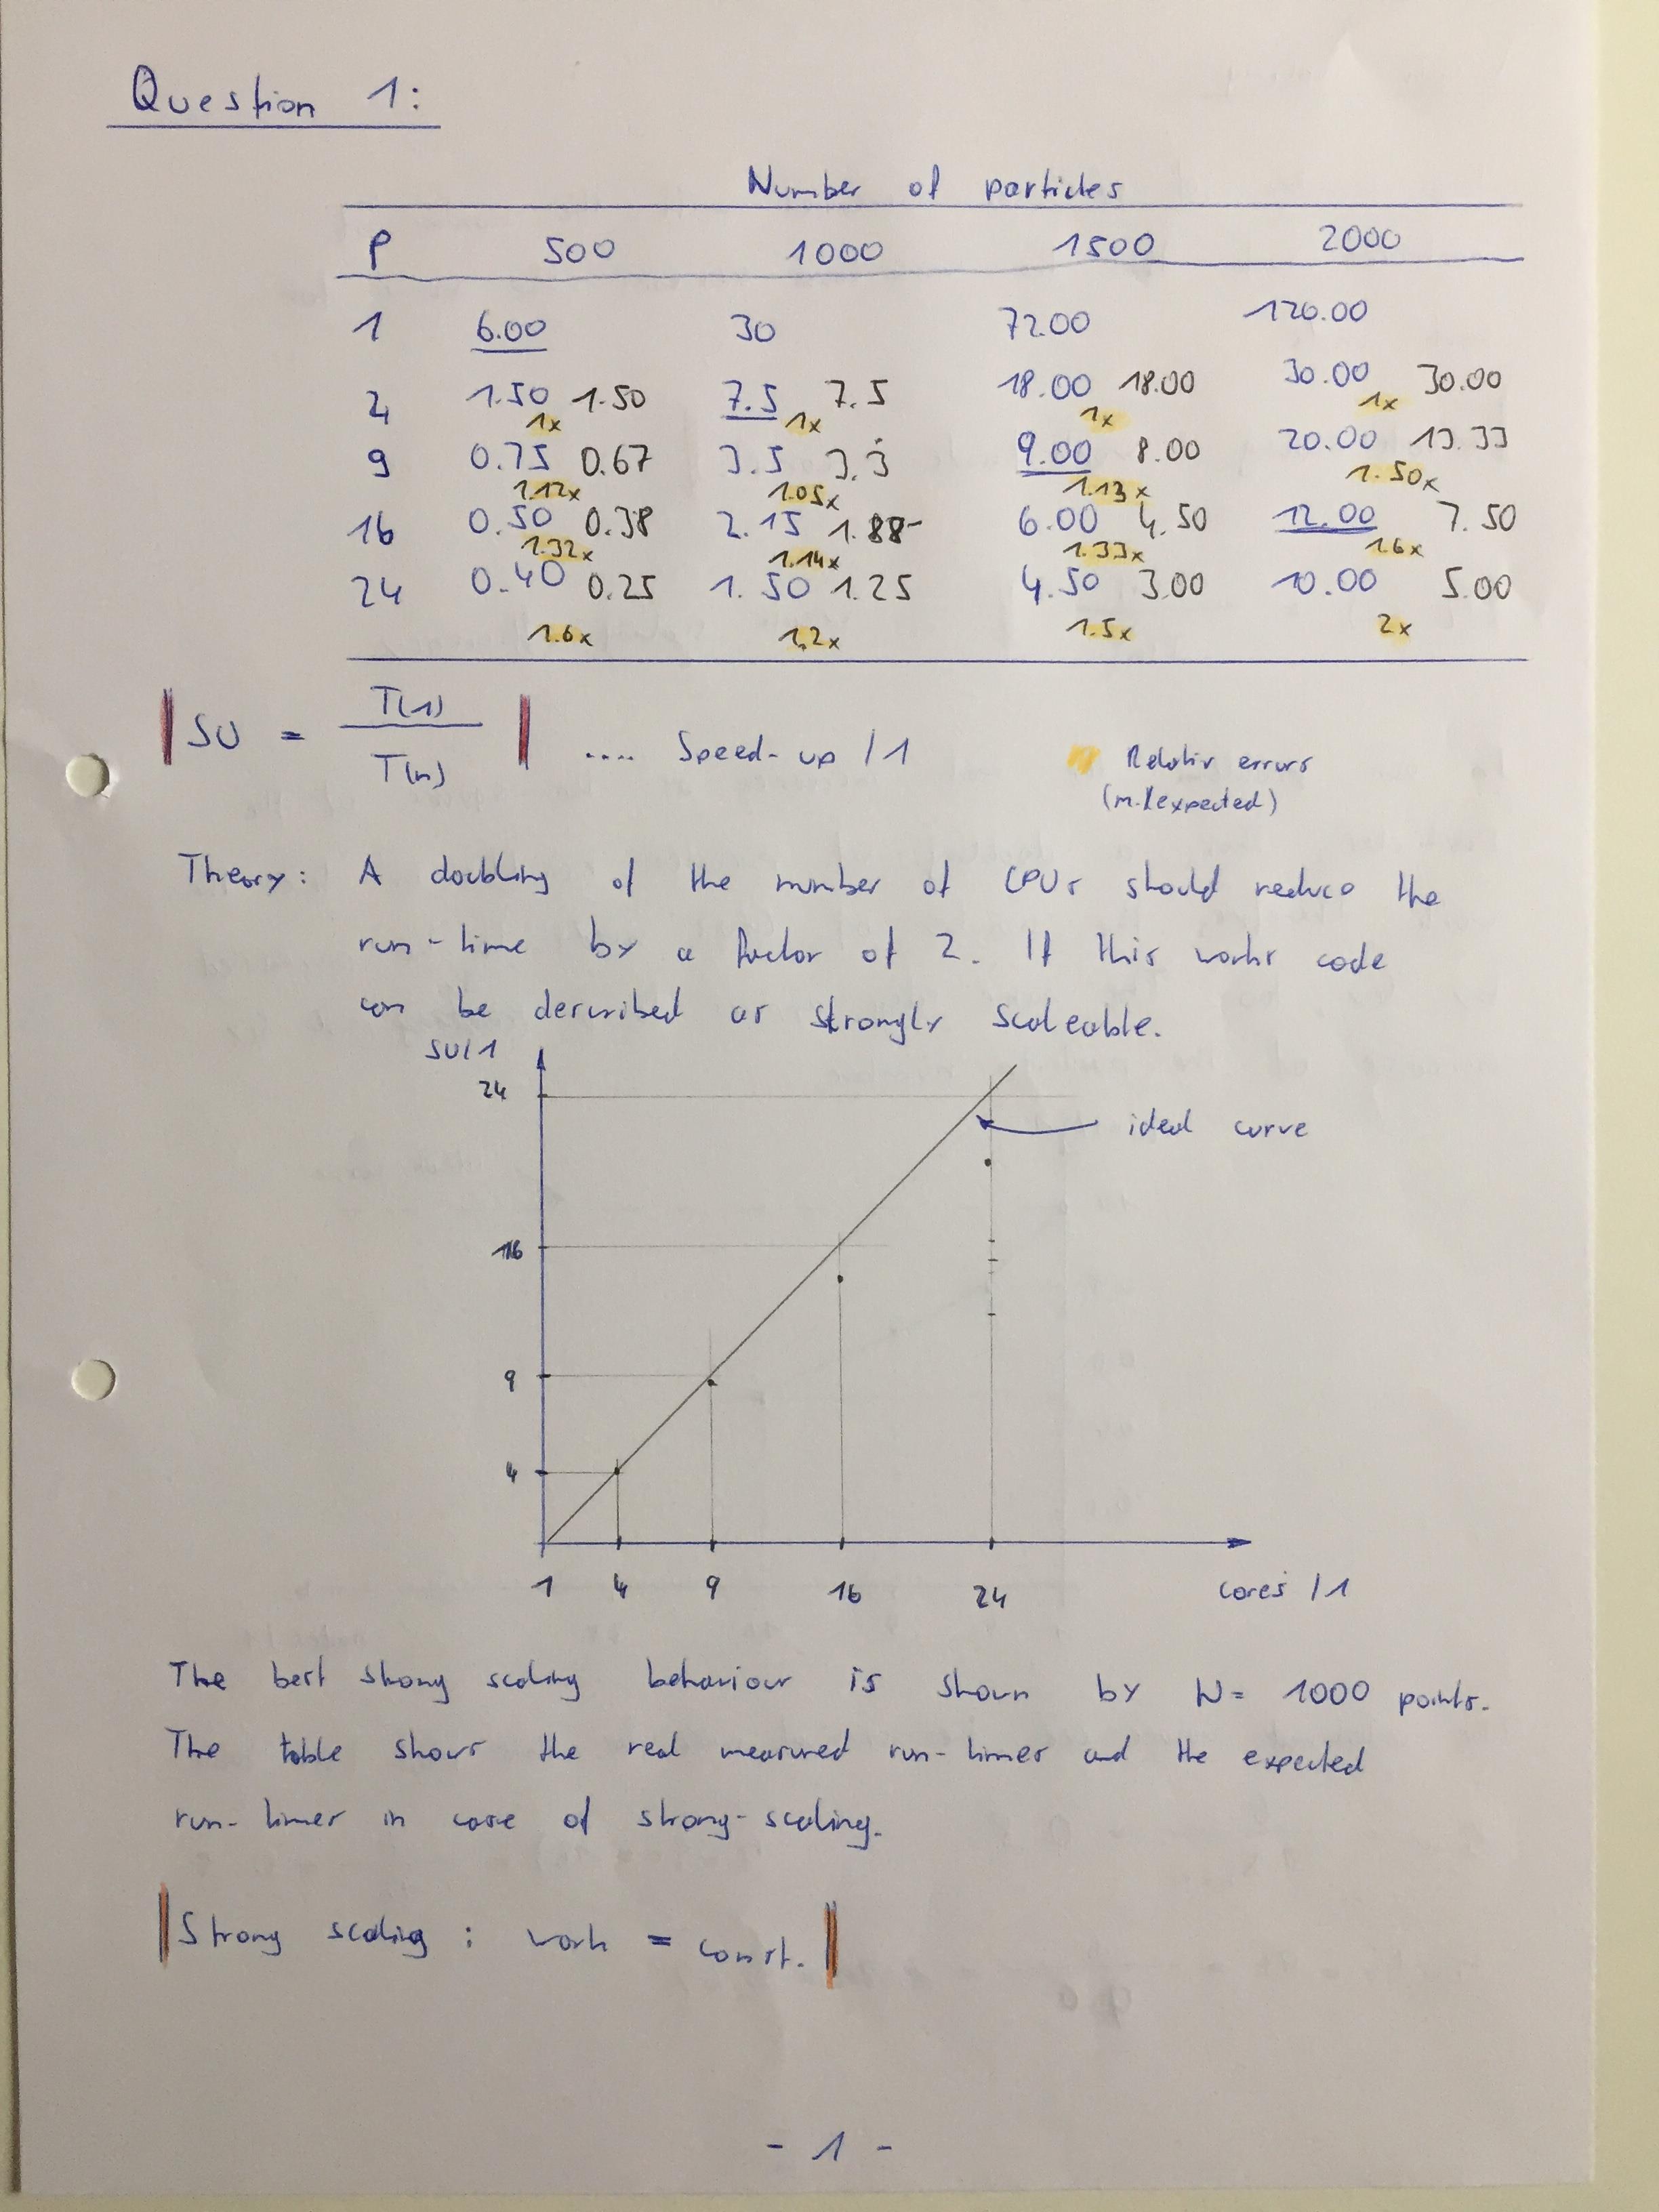 Question 1:
Number of particles
P 500 1000 1500 2000
1 6.00 30 72.00 120.00
4 1.50 1.50 7.5 7.5 18.00 18.00 30.00 30.00
1x 1x 1x 1x
9 0.75 0.67 3.5 3.3 9.00 8.00 20.00 13.33
1.12x 1.05x 1.13x 1.50x
16 0.50 0.38 2.15 1.88 6.00 4.50 12.00 7.50
1.32x 1.14x 1.33x 1.6x
24 0.40 0.25 1.50 1.25 4.50 3.00 10.00 5.00
1.6x 1.2x 1.5x 2x
SU = T(1) / T(n) .... Speed-up /1
Relativ errors
(m./expected)
Theory: A doubling of the number of CPUs should reduce the
run-time by a factor of 2. If this works code
can be described as strongly scaleable.
SU/1
24
16
9
4
1 4 9 16 24 cores /1
ideal curve
The best strong scaling behaviour is shown by N= 1000 points.
The table shows the real measured run-times and the expected
run-times in case of strong-scaling.
Strong scaling : work = const.
- 1 -